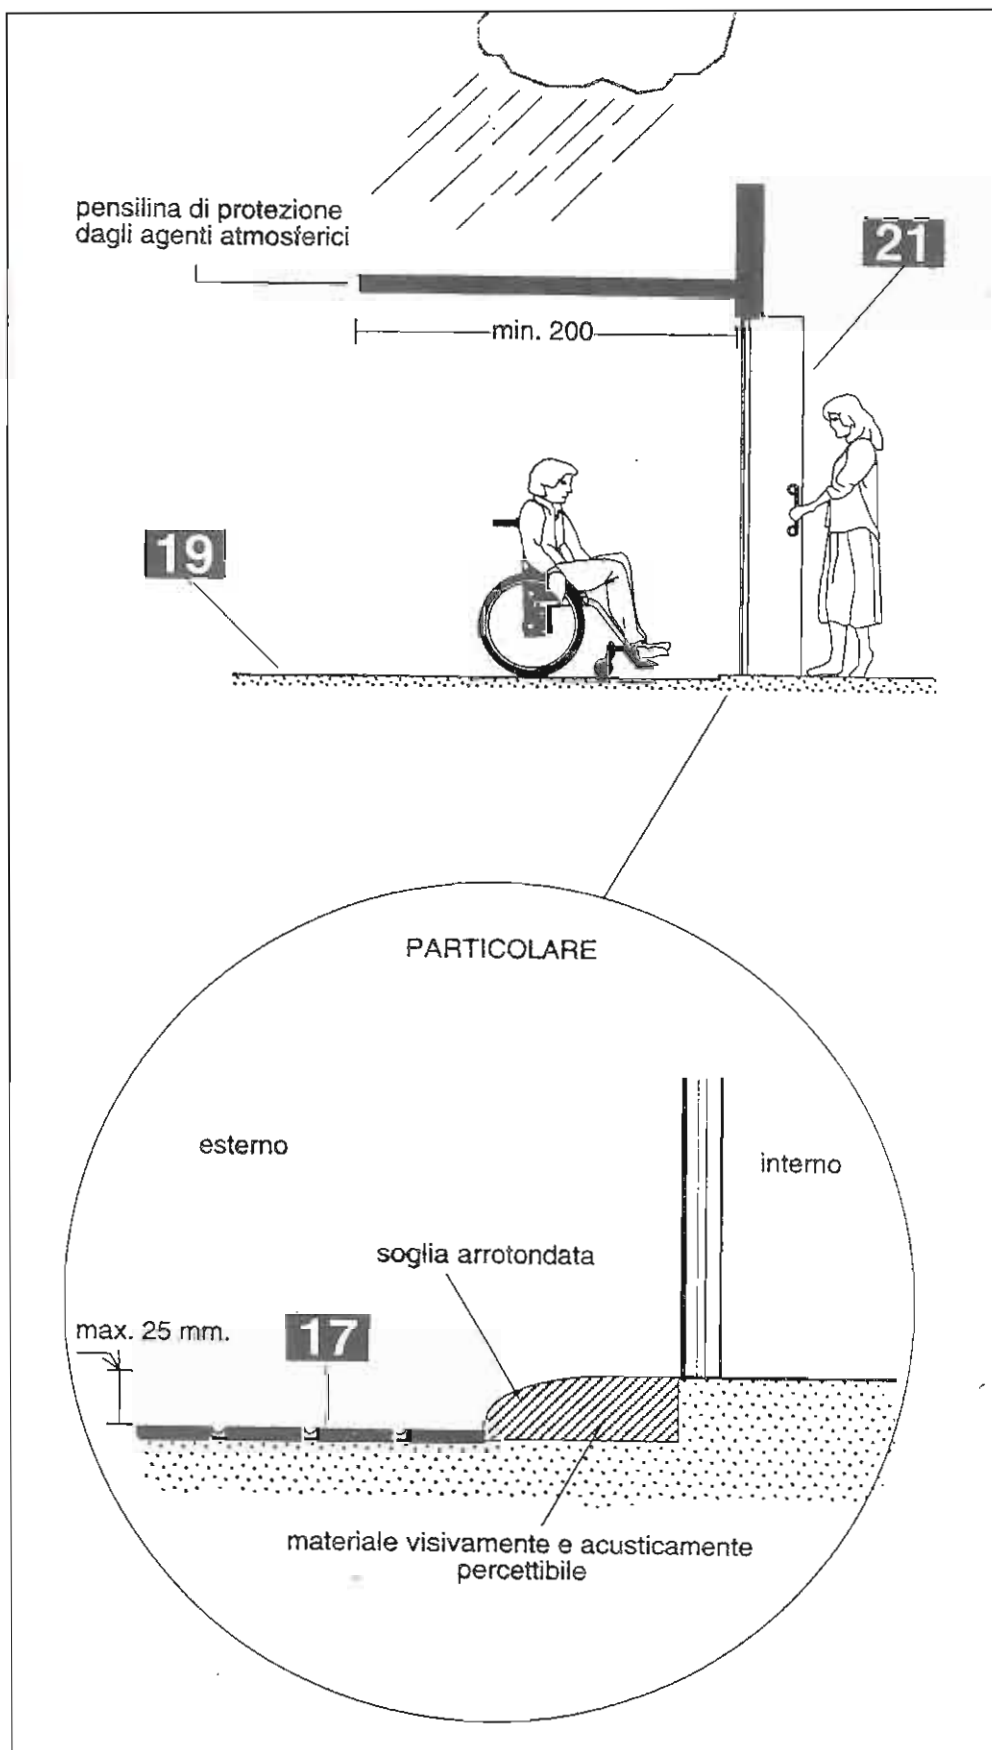 pensilina di protezione
dagli agenti atmosferici
21
min. 200
19
PARTICOLARE
esterno
interno
soglia arrotondata
max. 25 mm.
17
materiale visivamente e acusticamente
percettibile